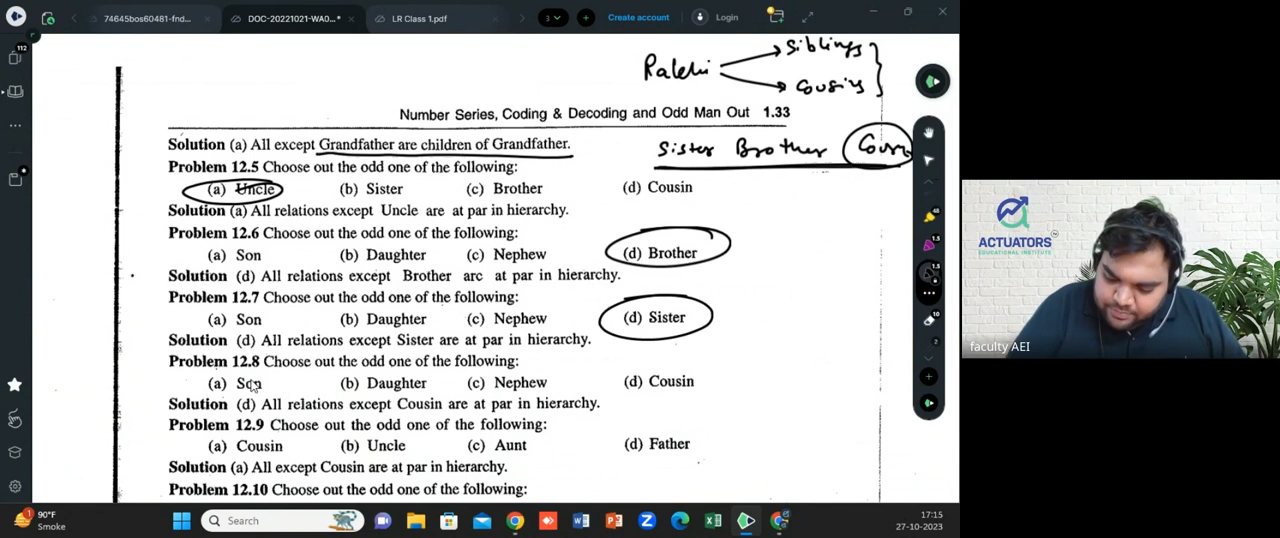 74645bos60481-fnd...
DOC-20221021-WA0...*
LR Class 1.pdf
3
Create account
Login
112
Rakhi
Siblings
Cousins
Number Series, Coding & Decoding and Odd Man Out 1.33
Solution (a) All except Grandfather are children of Grandfather.
Sister Brother
Problem 12.5 Choose out the odd one of the following:
(a) Uncle (b) Sister (c) Brother (d) Cousin
Solution (a) All relations except Uncle are at par in hierarchy.
Problem 12.6 Choose out the odd one of the following:
(a) Son (b) Daughter (c) Nephew (d) Brother
Solution (d) All relations except Brother are at par in hierarchy.
Problem 12.7 Choose out the odd one of the following:
(a) Son (b) Daughter (c) Nephew (d) Sister
Solution (d) All relations except Sister are at par in hierarchy.
Problem 12.8 Choose out the odd one of the following:
(a) Son (b) Daughter (c) Nephew (d) Cousin
Solution (d) All relations except Cousin are at par in hierarchy.
Problem 12.9 Choose out the odd one of the following:
(a) Cousin (b) Uncle (c) Aunt (d) Father
Solution (a) All except Cousin are at par in hierarchy.
Problem 12.10 Choose out the odd one of the following:
ACTUATORS
EDUCATIONAL INSTITUTE
faculty AEI
1
90°F
Smoke
Search
17:15
27-10-2023